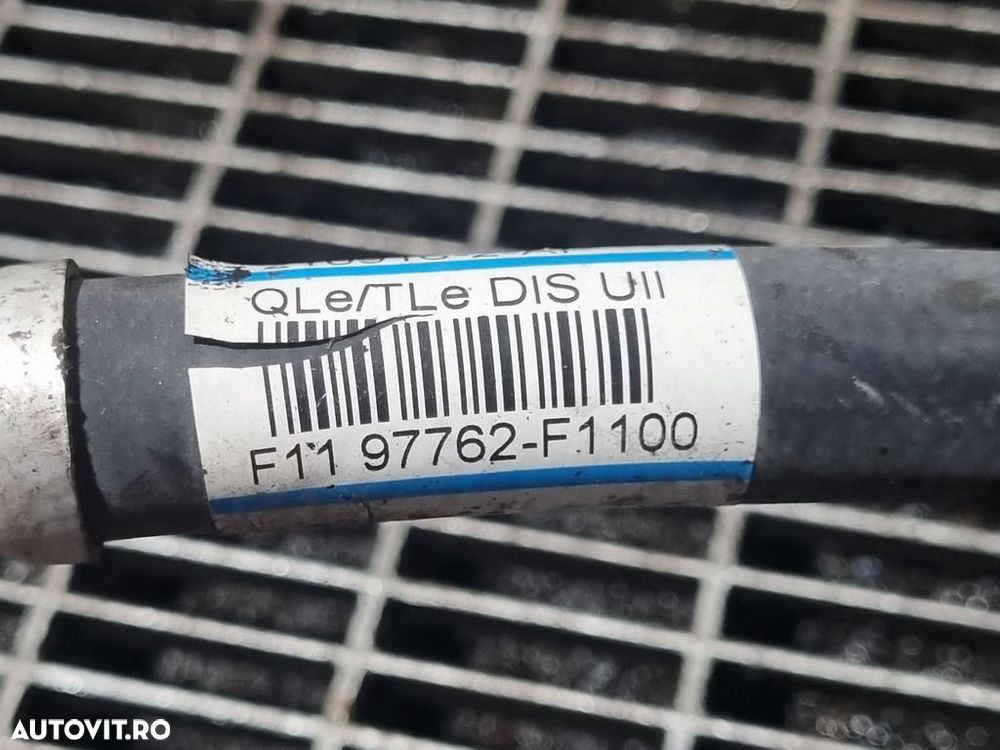 QLe/TLe DIS UII
F11 97762-F1100
AUTOVIT.RO